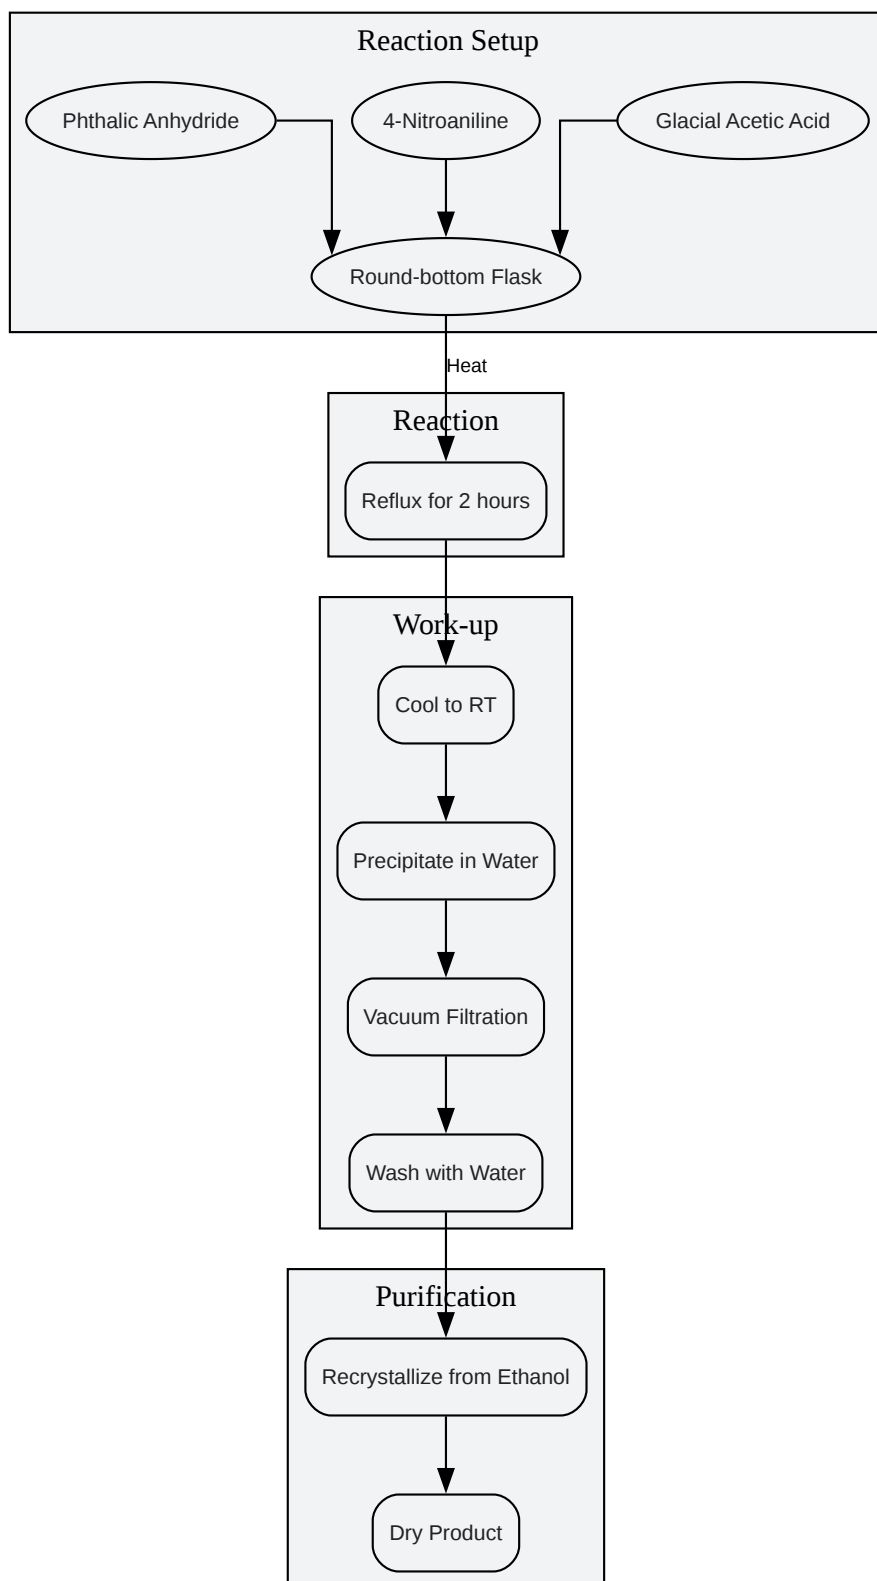 Reaction Setup
Phthalic Anhydride
4-Nitroaniline
Glacial Acetic Acid
Round-bottom Flask
Heat
Reaction
Reflux for 2 hours
Work-up
Cool to RT
Precipitate in Water
Vacuum Filtration
Wash with Water
Purification
Recrystallize from Ethanol
Dry Product